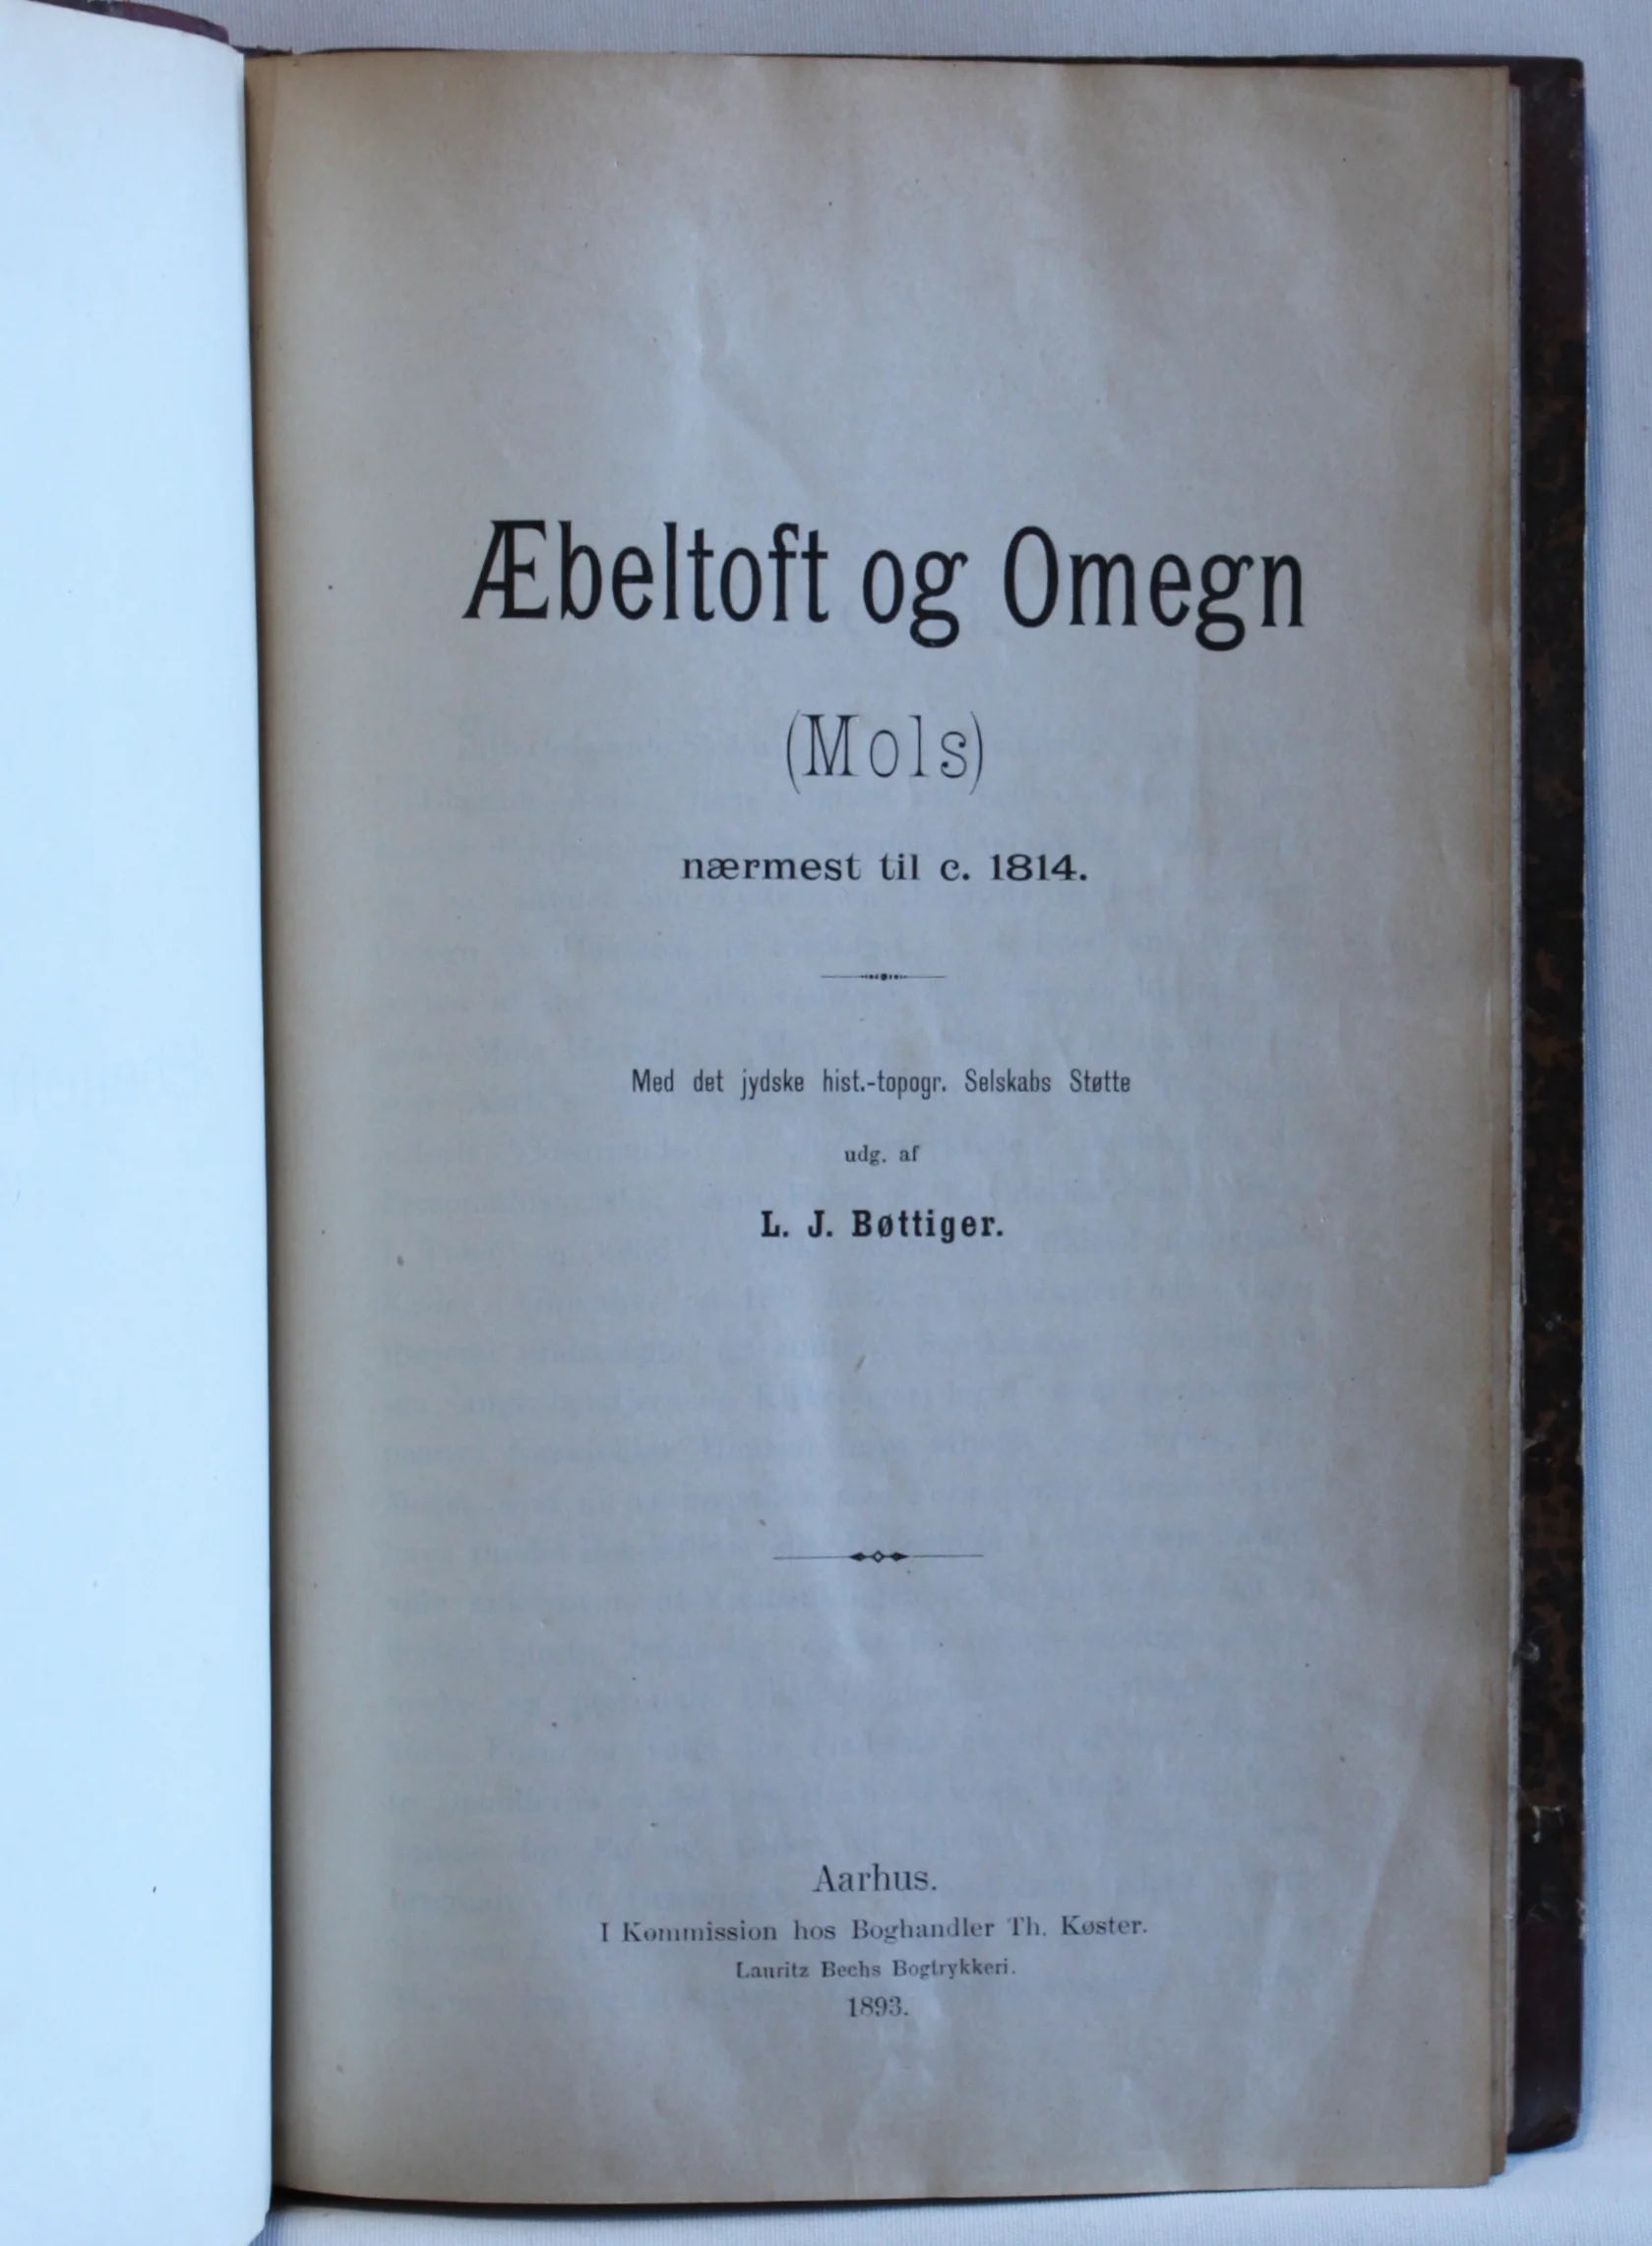 Æbeltoft og Omegn
(Mols)
nærmest til c. 1814.
Med det jydske hist.-topogr. Selskabs Støtte
udg. af
L. J. Bøttiger.
Aarhus.
I Kommission hos Boghandler Th. Køster.
Lauritz Bechs Bogtrykkeri.
1893.